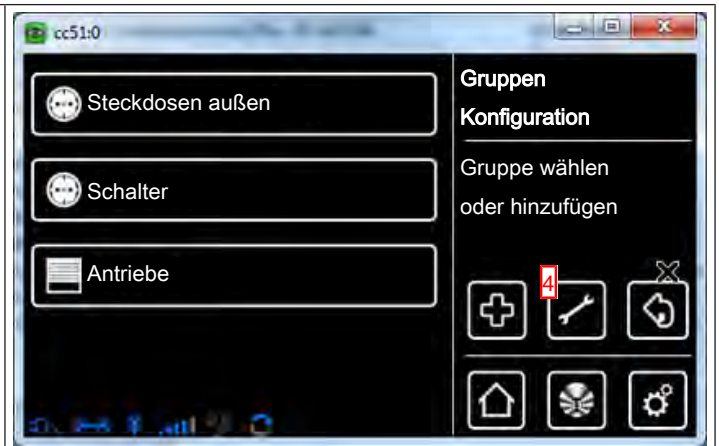 cc51:0
Steckdosen außen
Schalter
Antriebe
Gruppen
Konfiguration
Gruppe wählen
oder hinzufügen
4